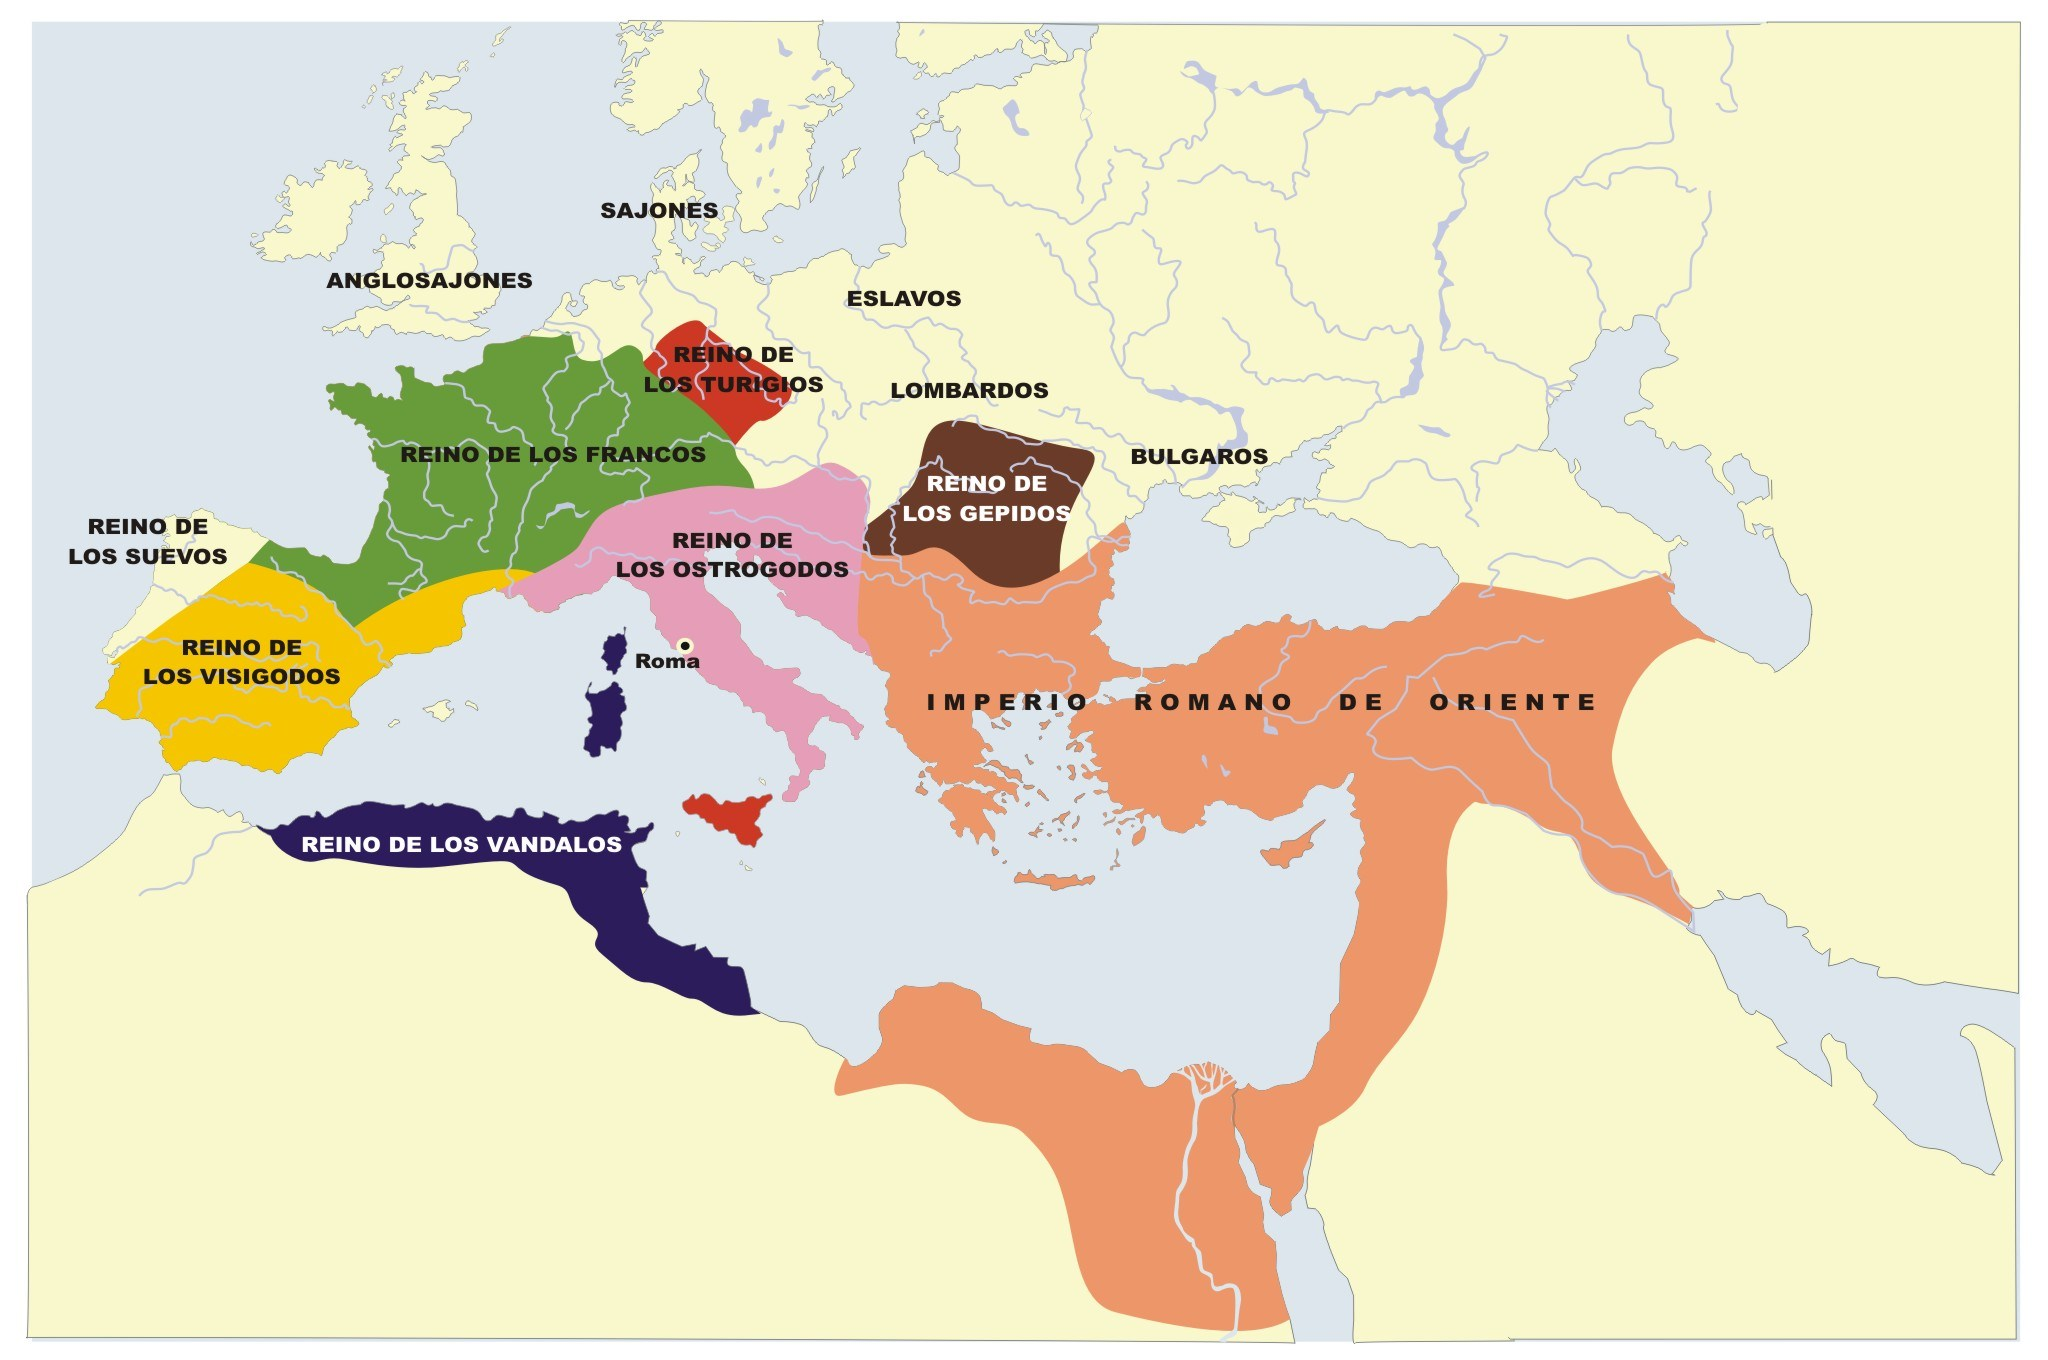 SAJONES
ANGLOSAJONES
ESLAVOS
REINO DE
LOS TURIGIOS
LOMBARDOS
REINO DE LOS FRANCOS
BULGAROS
REINO DE
LOS GEPIDOS
REINO DE
LOS SUEVOS
REINO DE
LOS OSTROGODOS
REINO DE
LOS VISIGODOS
Roma
IMPERIO ROMANO DE ORIENTE
REINO DE LOS VANDALOS